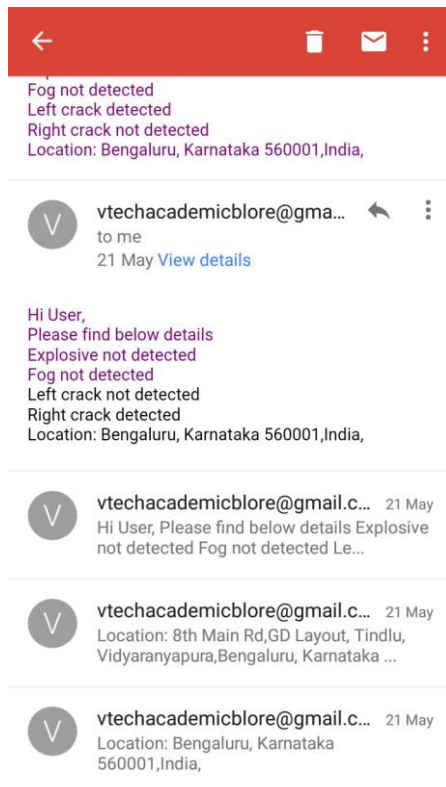 Fog not detected
Left crack detected
Right crack not detected
Location: Bengaluru, Karnataka 560001,India,
V
vtechacademicblore@gma...
to me
21 May View details
Hi User,
Please find below details
Explosive not detected
Fog not detected
Left crack not detected
Right crack detected
Location: Bengaluru, Karnataka 560001,India,
V
vtechacademicblore@gmail.c... 21 May
Hi User, Please find below details Explosive
not detected Fog not detected Le...
V
vtechacademicblore@gmail.c... 21 May
Location: 8th Main Rd,GD Layout, Tindlu,
Vidyaranyapura,Bengaluru, Karnataka ...
V
vtechacademicblore@gmail.c... 21 May
Location: Bengaluru, Karnataka
560001,India,